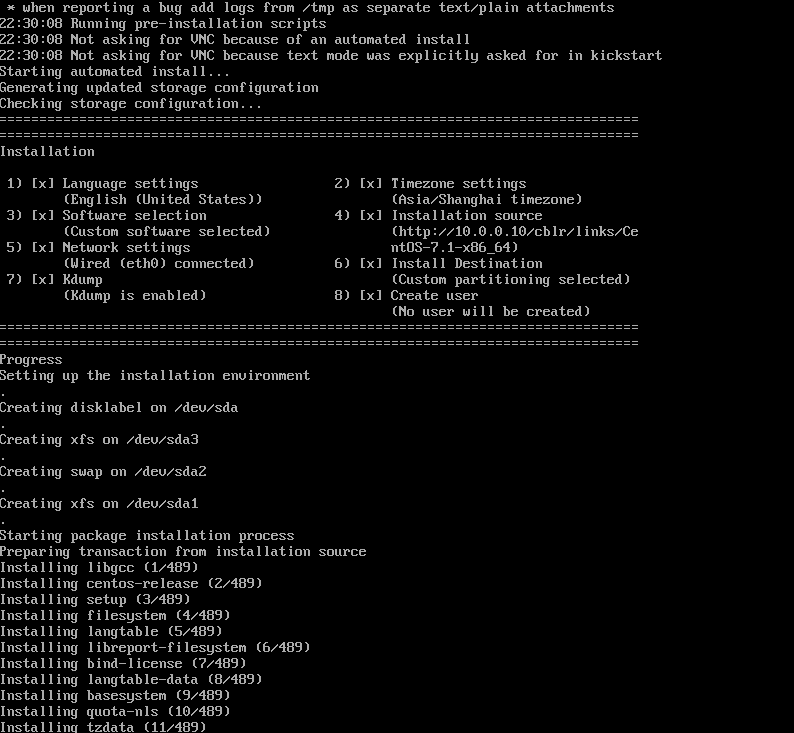 * when reporting a bug add logs from /tmp as separate text/plain attachments
22:30:08 Running pre-installation scripts
22:30:08 Not asking for VNC because of an automated install
22:30:08 Not asking for VNC because text mode was explicitly asked for in kickstart
Starting automated install...
Generating updated storage configuration
Checking storage configuration...
================================================================================
================================================================================
Installation
1) [x] Language settings                 2) [x] Timezone settings
(English (United States))                (Asia/Shanghai timezone)
3) [x] Software selection                4) [x] Installation source
(Custom software selected)               (http://10.0.0.10/cblr/links/Ce
5) [x] Network settings                  ntOS-7.1-x86_64)
(Wired (eth0) connected)                 6) [x] Install Destination
7) [x] Kdump                             (Custom partitioning selected)
(Kdump is enabled)                       8) [x] Create user
(No user will be created)
================================================================================
================================================================================
Progress
Setting up the installation environment
.
Creating disklabel on /dev/sda
.
Creating xfs on /dev/sda3
.
Creating swap on /dev/sda2
.
Creating xfs on /dev/sda1
.
Starting package installation process
Preparing transaction from installation source
Installing libgcc (1/489)
Installing centos-release (2/489)
Installing setup (3/489)
Installing filesystem (4/489)
Installing langtable (5/489)
Installing libreport-filesystem (6/489)
Installing bind-license (7/489)
Installing langtable-data (8/489)
Installing basesystem (9/489)
Installing quota-nls (10/489)
Installing tzdata (11/489)